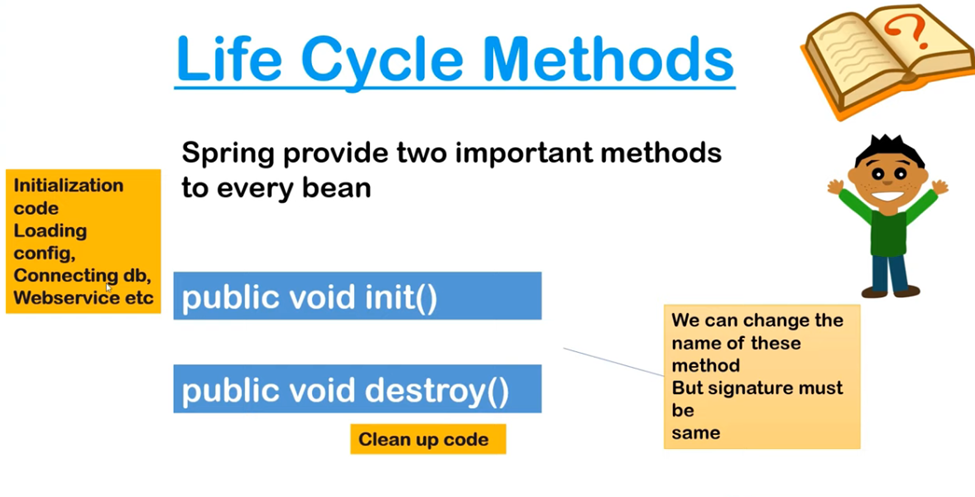 Life Cycle Methods
Spring provide two important methods
to every bean
Initialization
code
Loading
config,
Connecting db,
Webservice etc
public void init()
public void destroy()
Clean up code
We can change the
name of these
method
But signature must
be
same
?